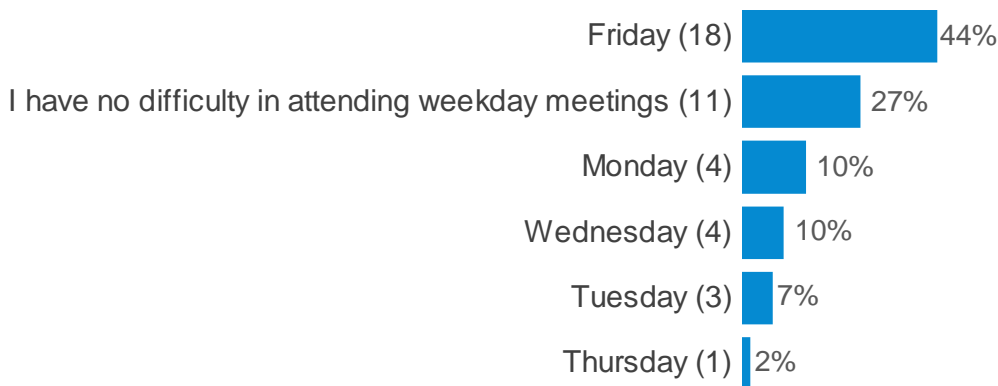 Friday (18) 44%
I have no difficulty in attending weekday meetings (11) 27%
Monday (4) 10%
Wednesday (4) 10%
Tuesday (3) 7%
Thursday (1) 2%